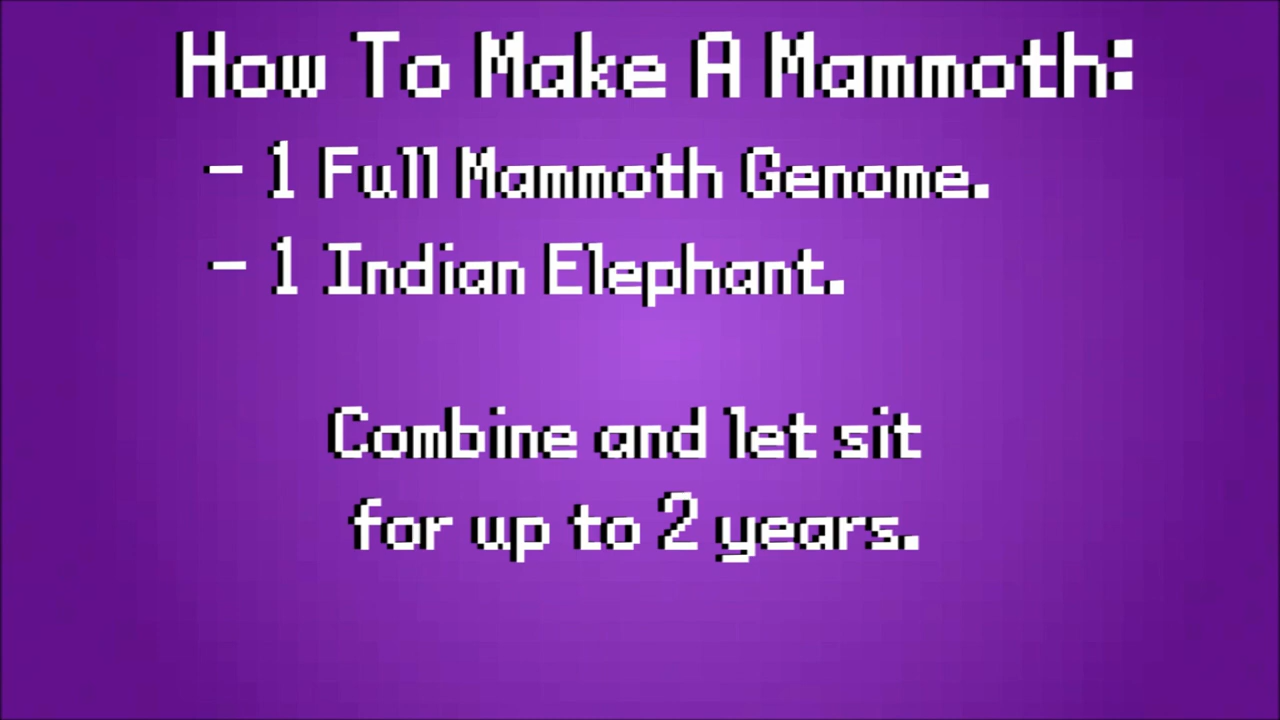 How To Make A Mammoth:
- 1 Full Mammoth Genome.
- 1 Indian Elephant.
Combine and let sit
for up to 2 years.